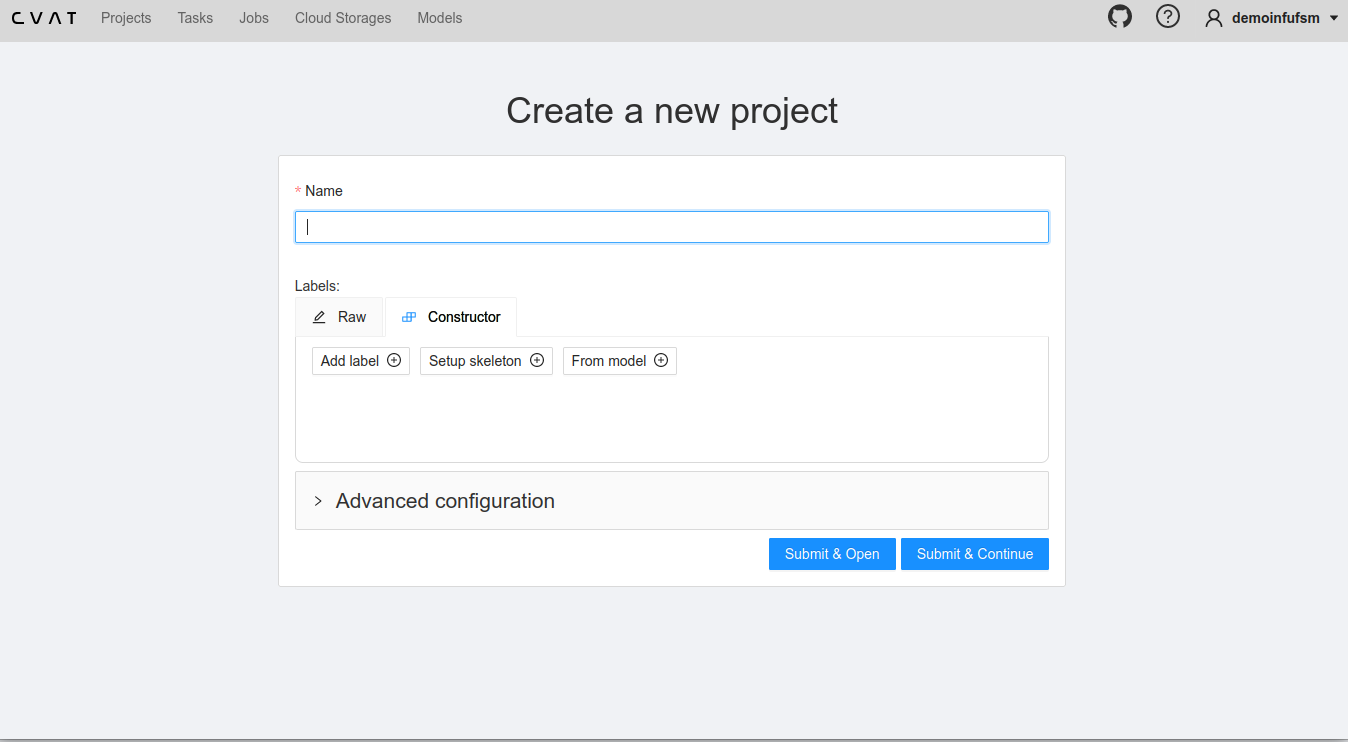 CVAT Projects Tasks Jobs Cloud Storages Models demoinfufsm
Create a new project
* Name
Labels:
Raw Constructor
Add label Setup skeleton From model
Advanced configuration
Submit & Open Submit & Continue